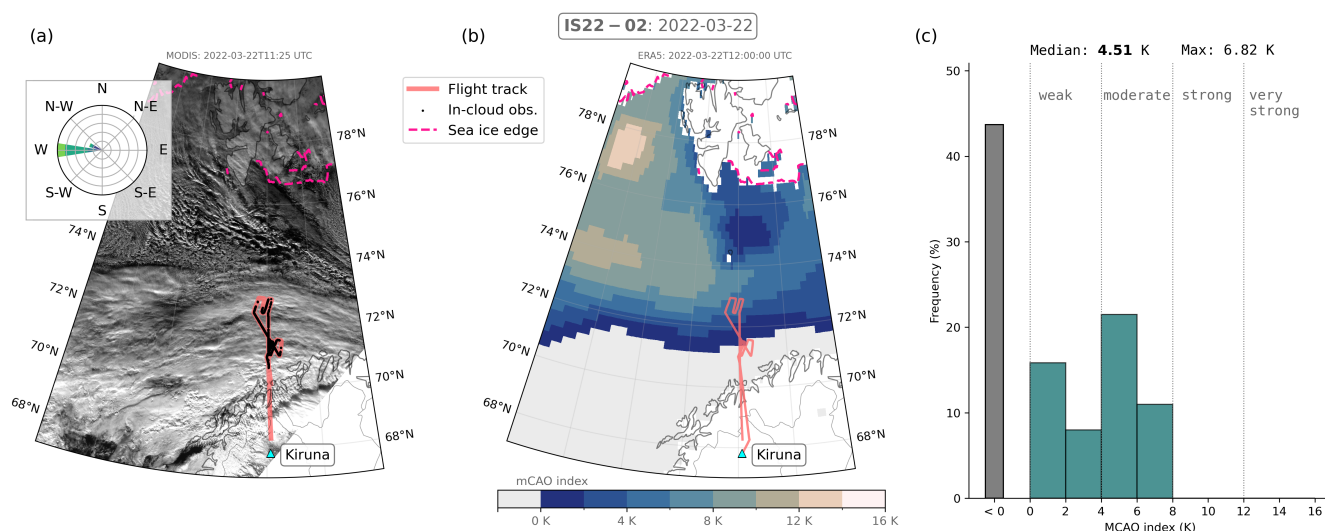 IS22 − 02: 2022-03-22
(a)
MODIS: 2022-03-22T11:25 UTC
N
N-W
N-E
W
E
S-W
S-E
S
78°N
76°N
74°N
74°N
72°N
72°N
70°N
70°N
68°N
68°N
Kiruna
Flight track
In-cloud obs.
Sea ice edge
(b)
ERA5: 2022-03-22T12:00:00 UTC
78°N
78°N
76°N
76°N
74°N
74°N
72°N
72°N
70°N
70°N
68°N
68°N
Kiruna
mCAO index
0 K
4 K
8 K
12 K
16 K
(c)
Median: 4.51 K
Max: 6.82 K
weak
moderate
strong
very
strong
Frequency (%)
50
40
30
20
10
0
< 0
0
2
4
6
8
10
12
14
16
MCAO index (K)